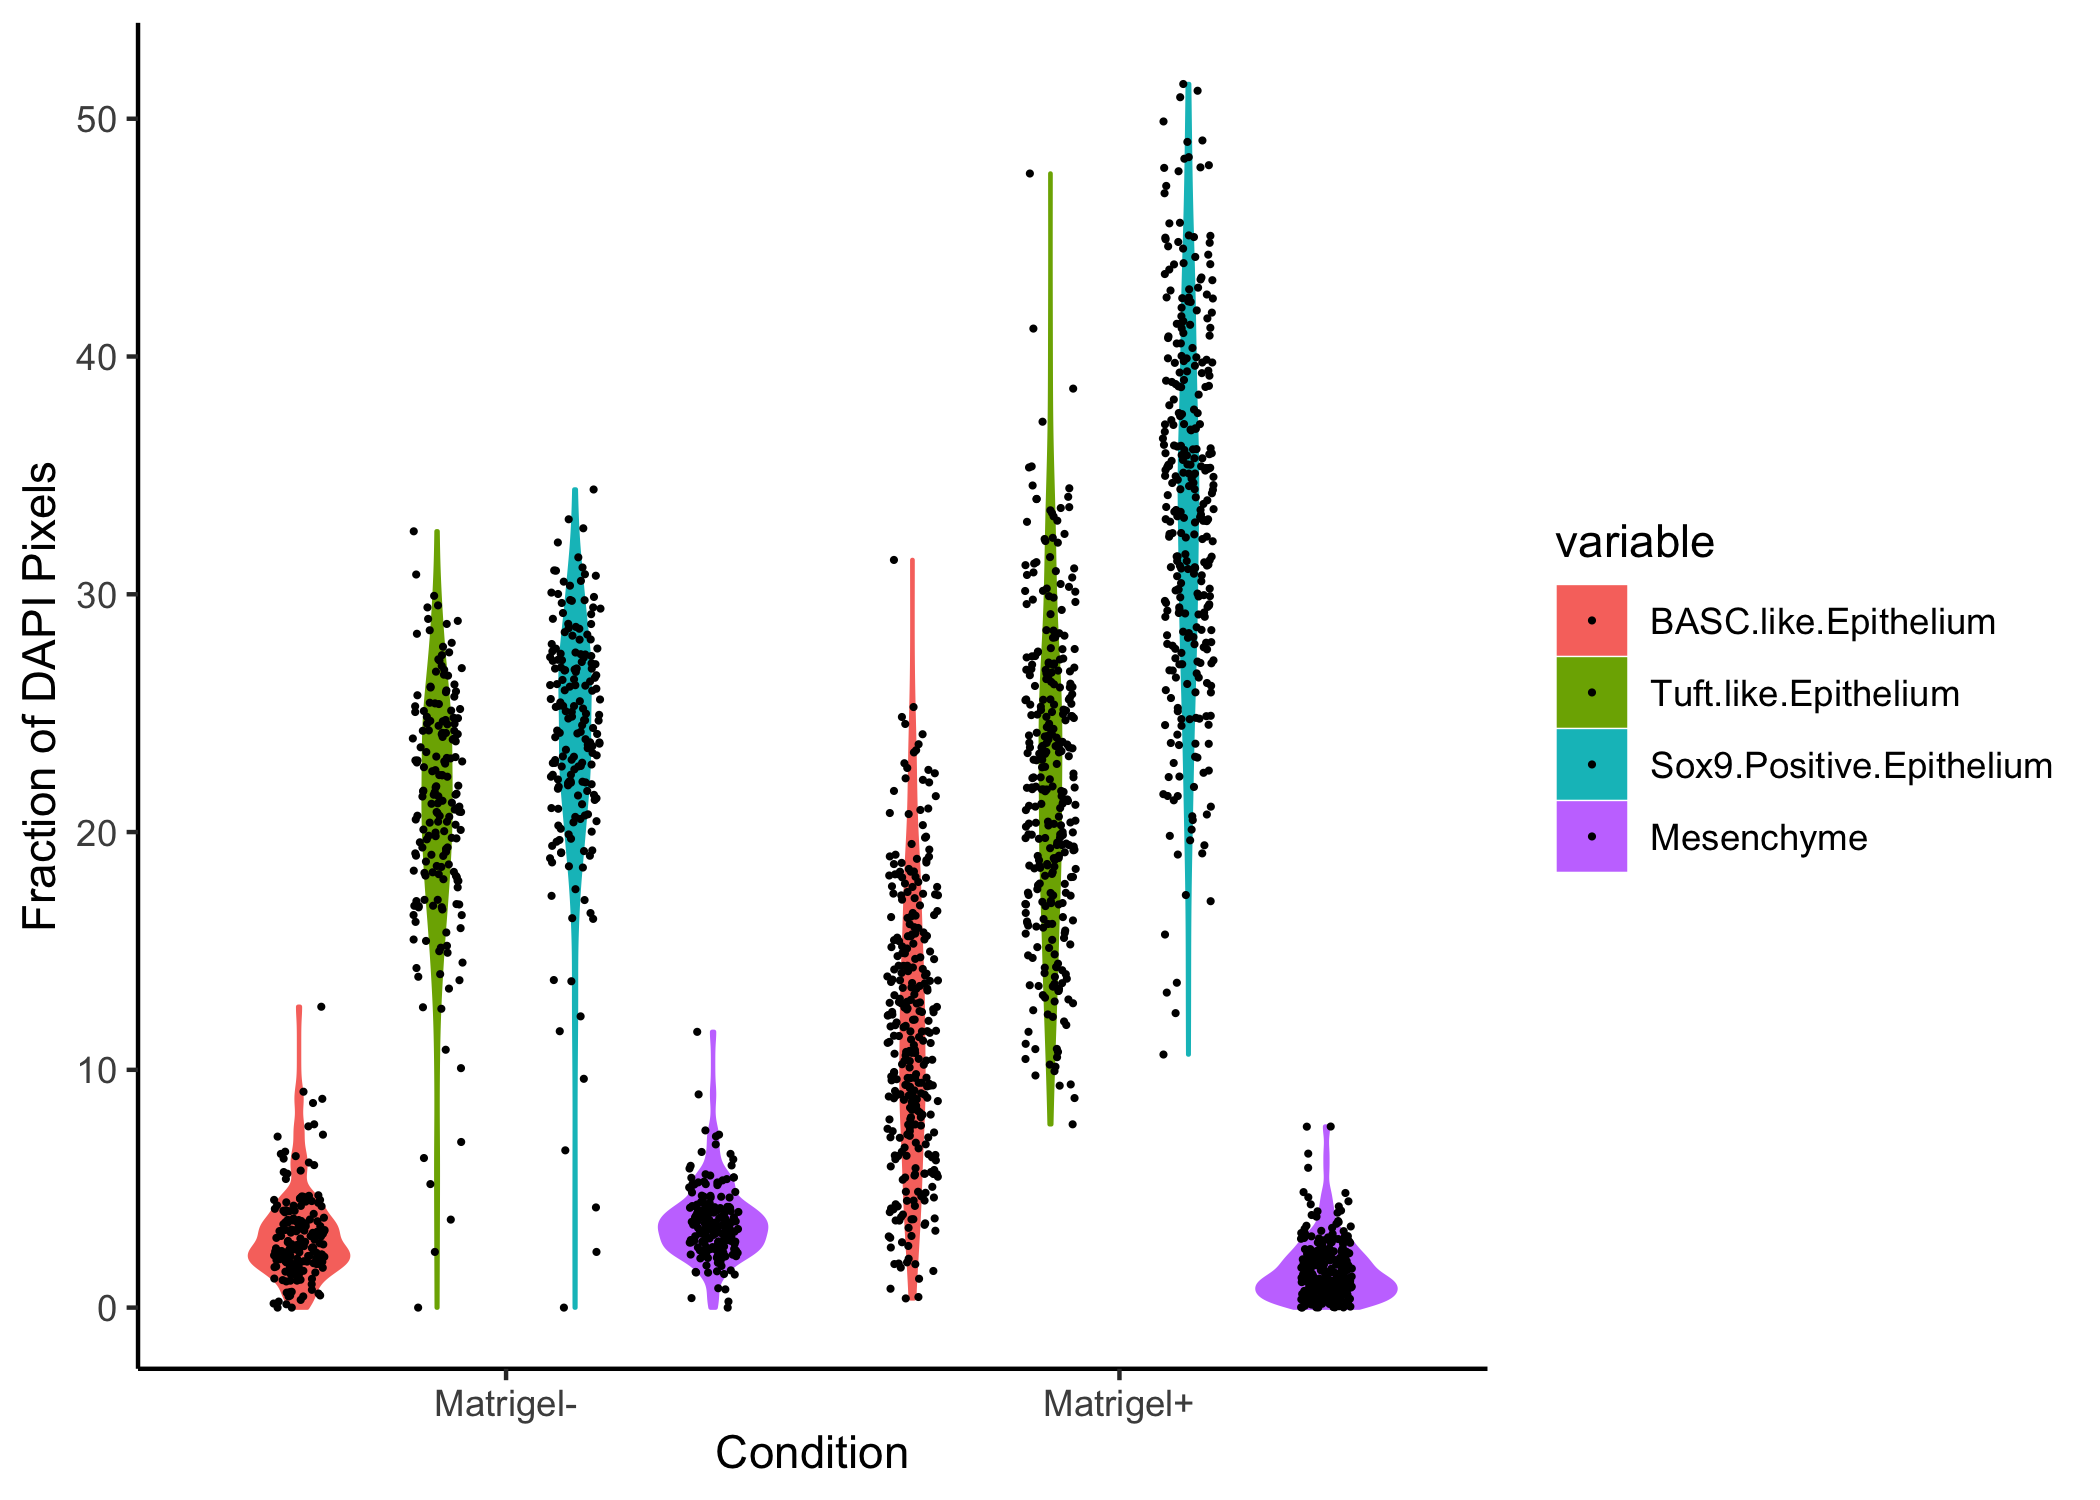 50
40
30
20
10
0
Fraction of DAPI Pixels
Matrigel-
Matrigel+
Condition
variable
BASC.like.Epithelium
Tuft.like.Epithelium
Sox9.Positive.Epithelium
Mesenchyme